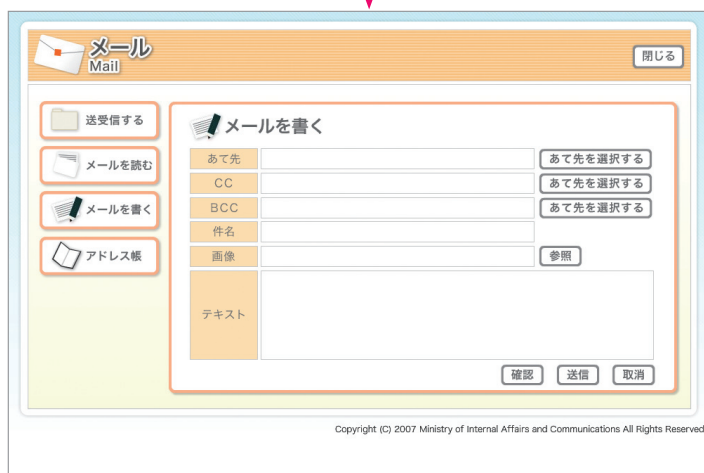 メール
Mail
閉じる
送受信する
メールを読む
メールを書く
アドレス帳
メールを書く
あて先
あて先を選択する
CC
あて先を選択する
BCC
あて先を選択する
件名
画像
参照
テキスト
確認
送信
取消
Copyright (C) 2007 Ministry of Internal Affairs and Communications All Rights Reserved